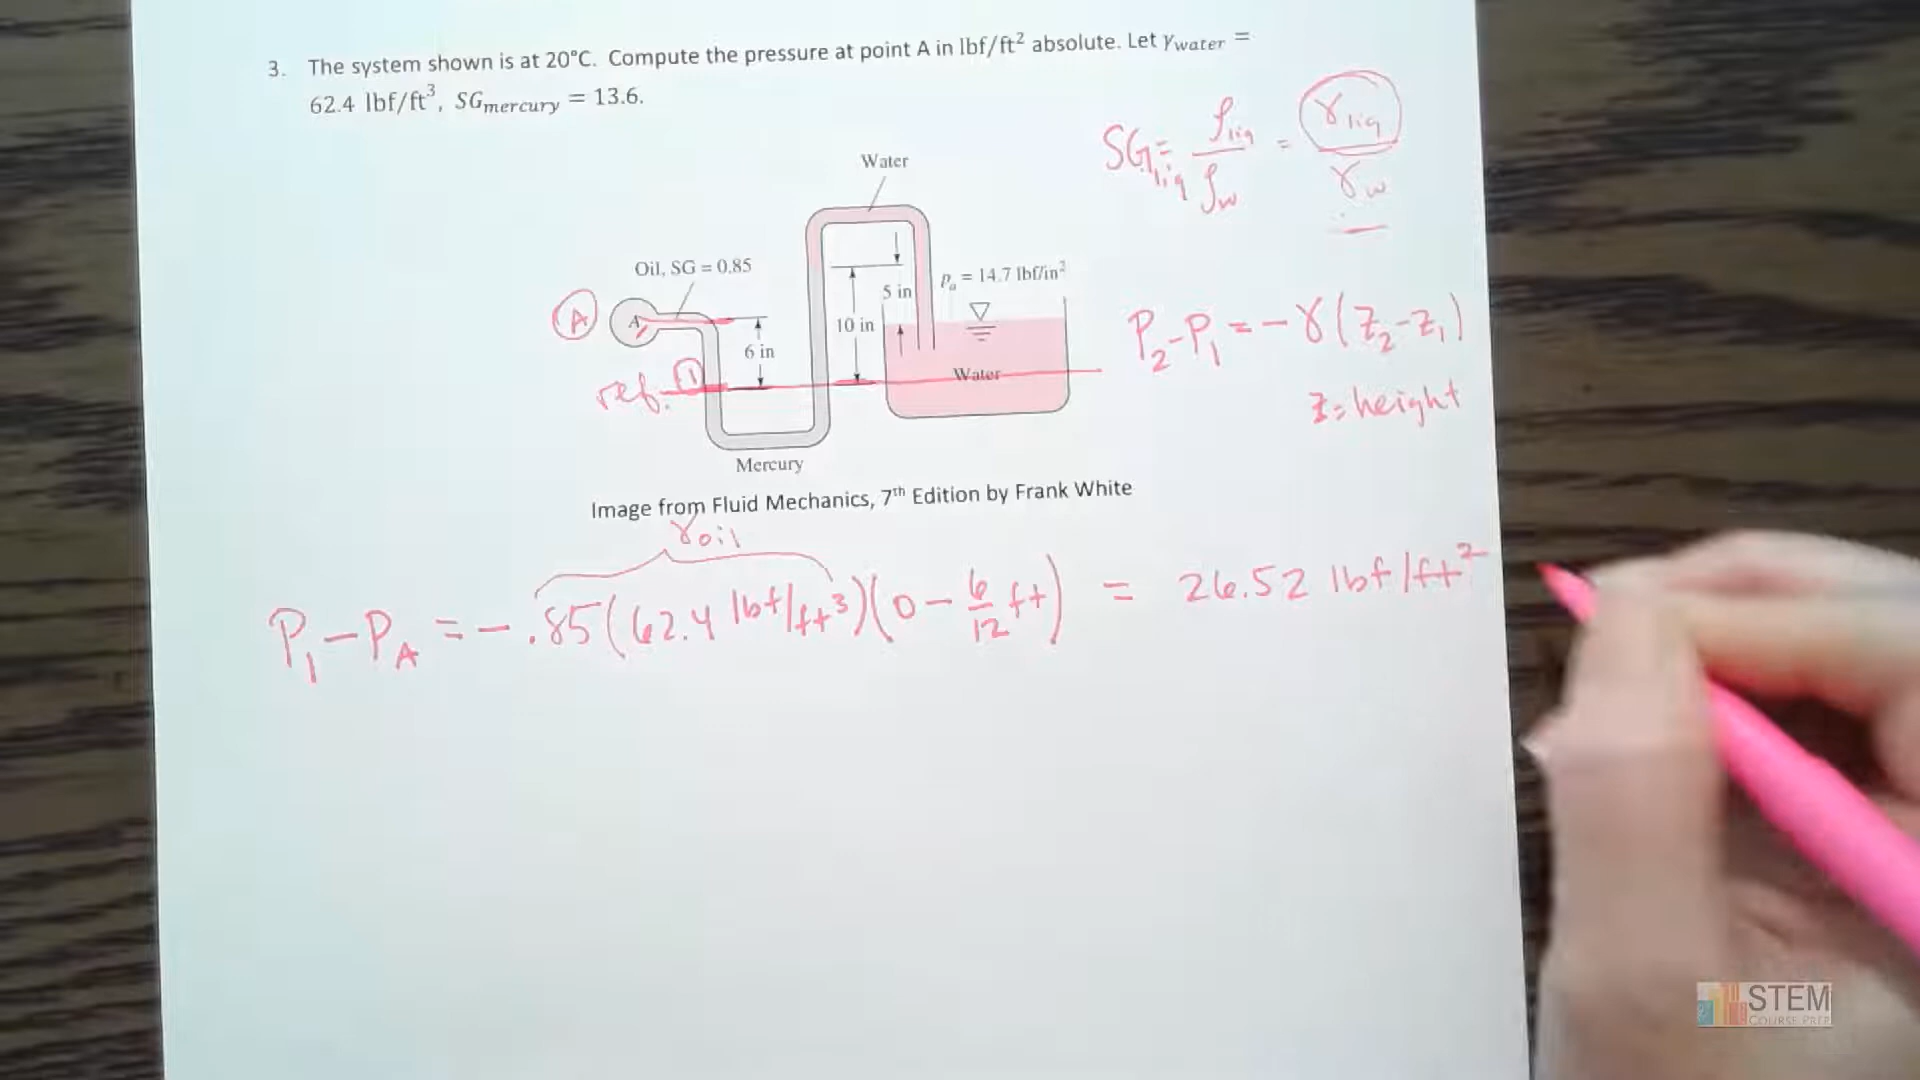 3. The system shown is at 20°C. Compute the pressure at point A in lbf/ft² absolute. Let γwater =
62.4 lbf/ft³, SGmercury = 13.6.
SGliq = ρliq/ρw = γliq/γw
Water
Oil, SG = 0.85
Pa = 14.7 lbf/in²
A
A
5 in
10 in
6 in
P₂-P₁ = -γ(z₂-z₁)
ref. 1
Water
z = height
Mercury
Image from Fluid Mechanics, 7th Edition by Frank White
γoil
P₁ - PA = -.85(62.4 lbf/ft³)(0 - 6/12 ft) = 26.52 lbf/ft²
STEM
COURSE PREP